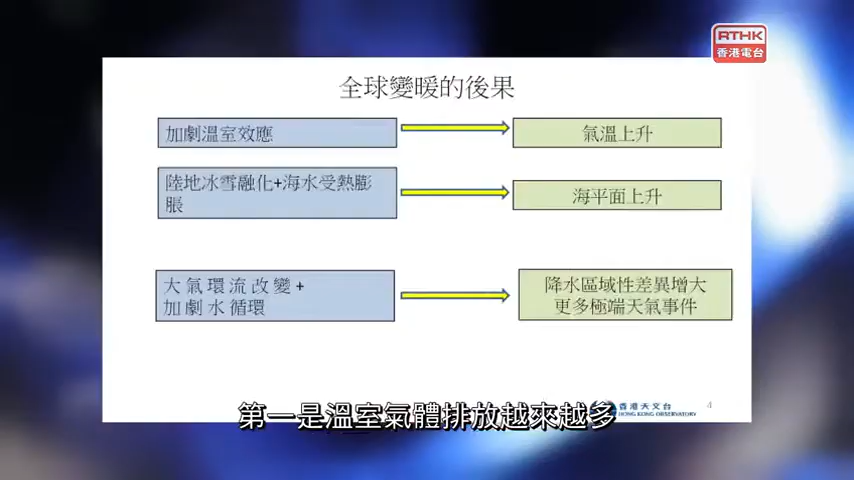 RTHK
香港電台
全球變暖的後果
加劇溫室效應
氣溫上升
陸地冰雪融化+海水受熱膨
脹
海平面上升
大氣環流改變+
加劇水循環
降水區域性差異增大
更多極端天氣事件
香港天文台
HONG KONG OBSERVATORY
4
第一是溫室氣體排放越來越多